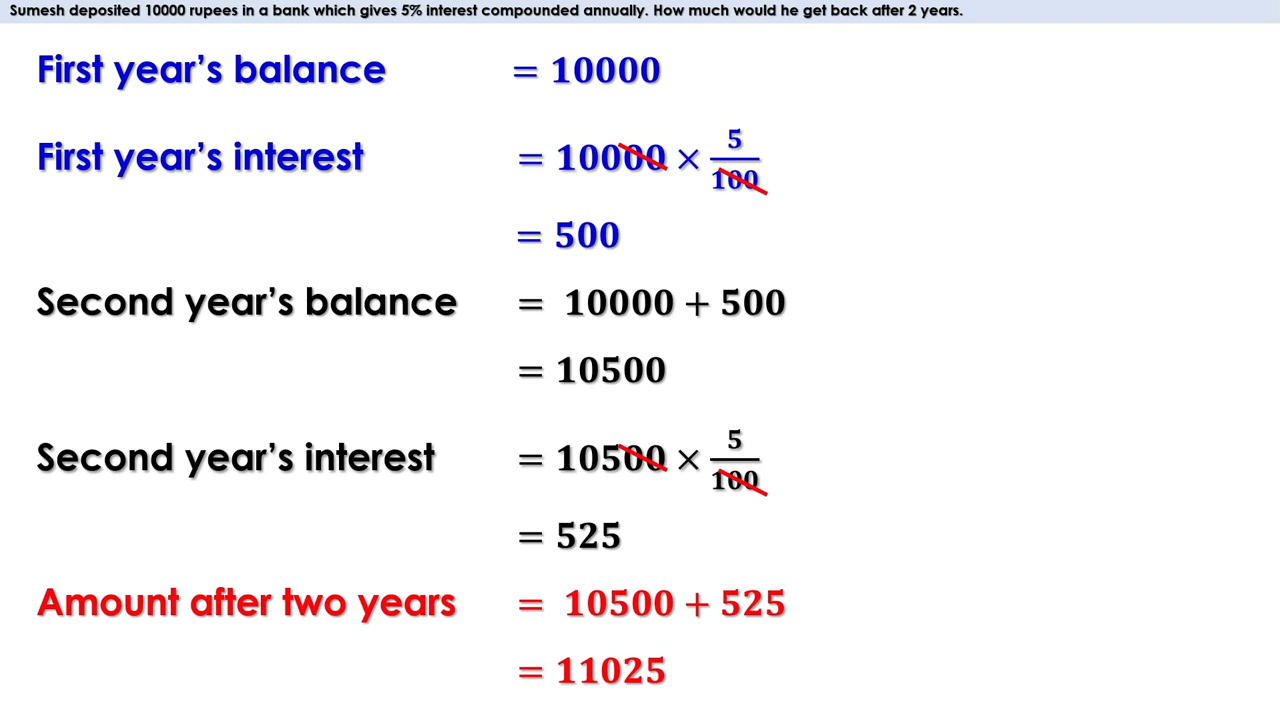 Sumesh deposited 10000 rupees in a bank which gives 5% interest compounded annually. How much would he get back after 2 years.
First year’s balance = 10000
First year’s interest = 10000 × 5/100
= 500
Second year’s balance = 10000 + 500
= 10500
Second year’s interest = 10500 × 5/100
= 525
Amount after two years = 10500 + 525
= 11025